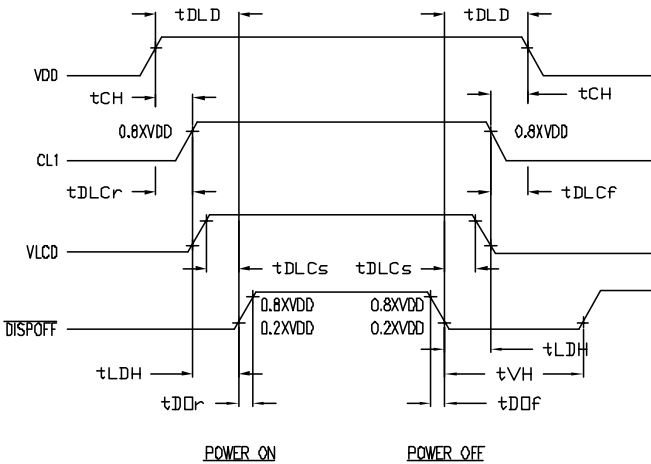 tDLD tDLD
VDD
tCH tCH
0.8XVDD 0.8XVDD
CL1
tDLCr tDLCf
VLCD
tDLCs tDLCs
0.8XVDD 0.8XVDD
DISPOFF 0.2XVDD 0.2XVDD
tLDH
tLDH tVH
tDOr tDOf
POWER ON POWER OFF